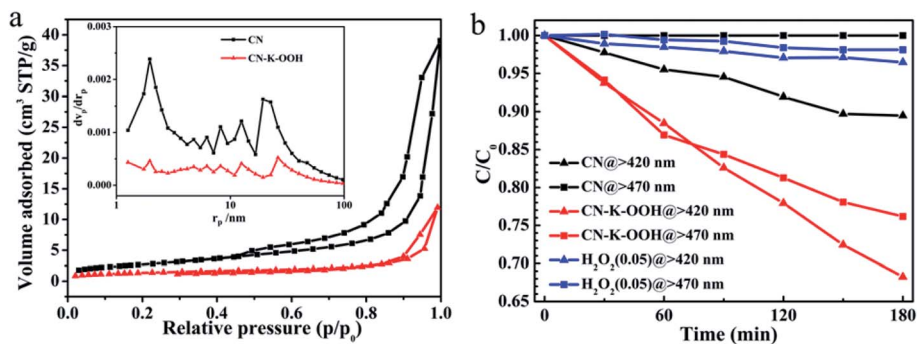 a
Volume adsorbed (cm³ STP/g)
40
35
30
25
20
15
10
5
0
0.0 0.2 0.4 0.6 0.8 1.0
Relative pressure (p/p₀)
CN
CN-K-OOH
dvₚ/drₚ
0.003
0.002
0.001
0.000
1 10 100
rₚ /nm
b
C/C₀
1.00
0.95
0.90
0.85
0.80
0.75
0.70
0.65
0 60 120 180
Time (min)
CN@>420 nm
CN@>470 nm
CN-K-OOH@>420 nm
CN-K-OOH@>470 nm
H₂O₂(0.05)@>420 nm
H₂O₂(0.05)@>470 nm